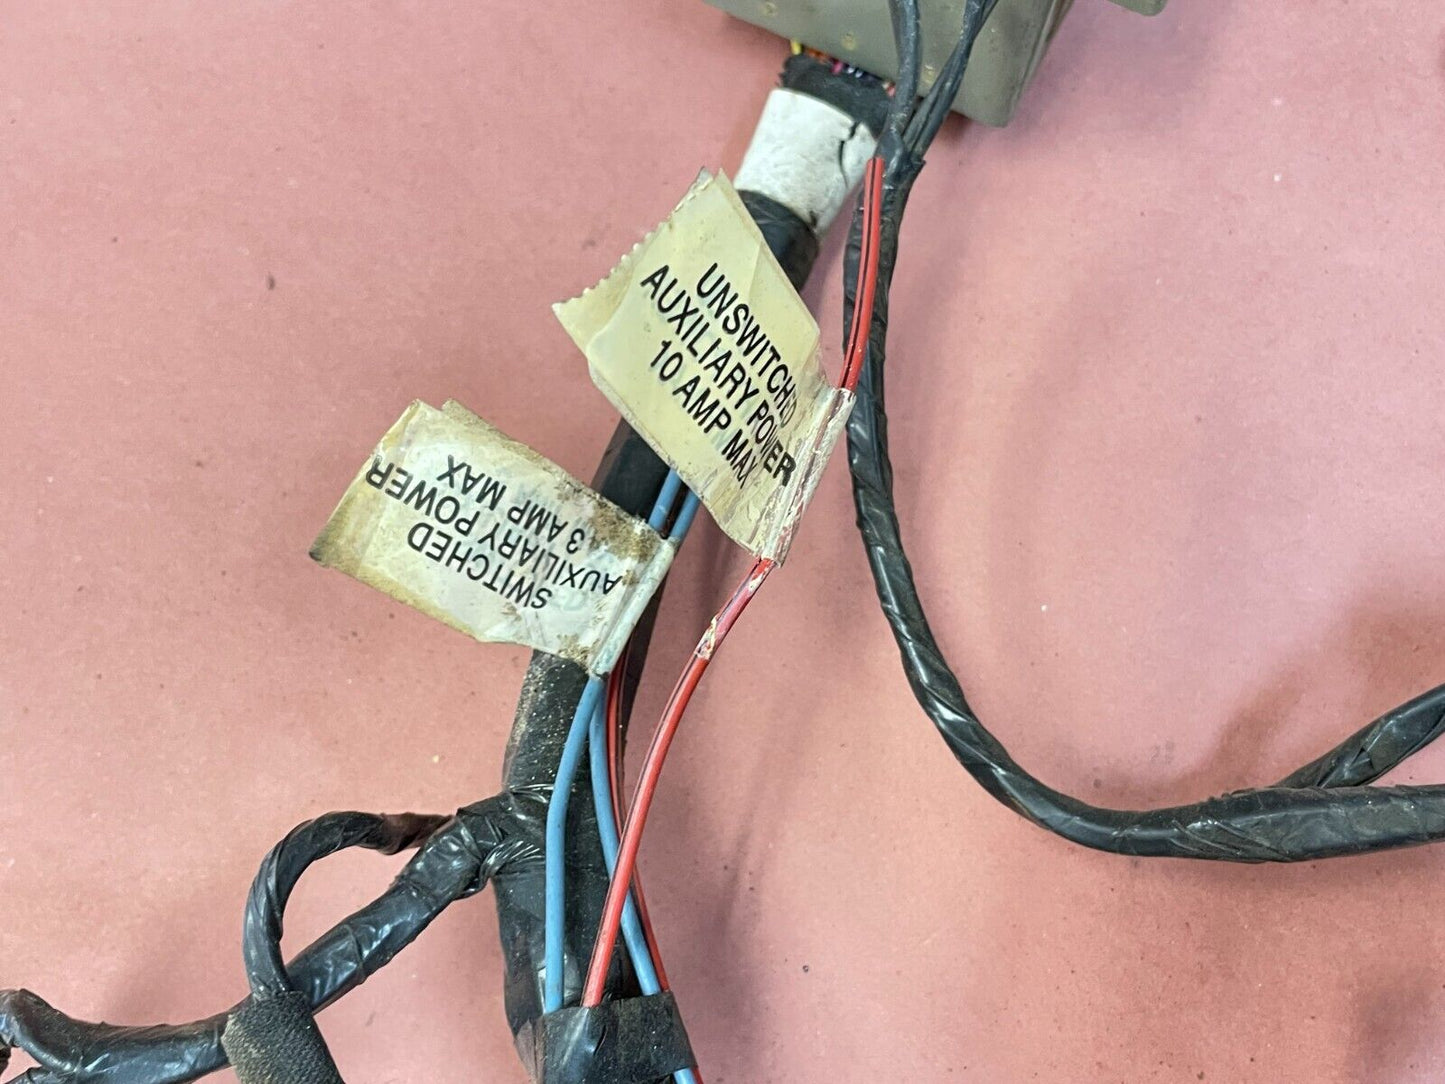 UNSWITCHED
AUXILIARY POWER
10 AMP MAX
SWITCHED
AUXILIARY POWER
3 AMP MAX